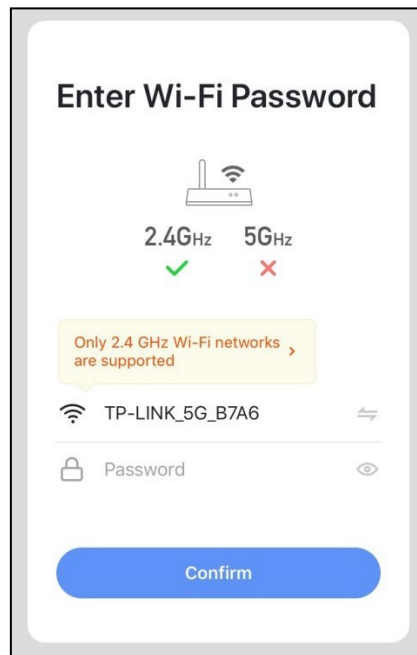 Enter Wi-Fi Password
2.4GHz 5GHz
Only 2.4 GHz Wi-Fi networks
are supported
TP-LINK_5G_B7A6
Password
Confirm